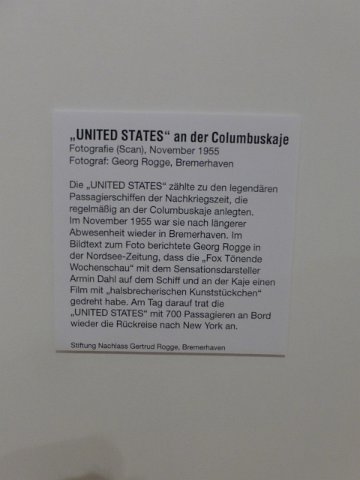 „UNITED STATES“ an der Columbuskaje
Fotografie (Scan), November 1955
Fotograf: Georg Rogge, Bremerhaven
Die „UNITED STATES“ zählte zu den legendären
Passagierschiffen der Nachkriegszeit, die
regelmäßig an der Columbuskaje anlegten.
Im November 1955 war sie nach längerer
Abwesenheit wieder in Bremerhaven. Im
Bildtext zum Foto berichtete Georg Rogge in
der Nordsee-Zeitung, dass die „Fox Tönende
Wochenschau“ mit dem Sensationsdarsteller
Armin Dahl auf dem Schiff und an der Kaje einen
Film mit „halsbrecherischen Kunststückchen“
gedreht habe. Am Tag darauf trat die
„UNITED STATES“ mit 700 Passagieren an Bord
wieder die Rückreise nach New York an.
Stiftung Nachlass Gertrud Rogge, Bremerhaven